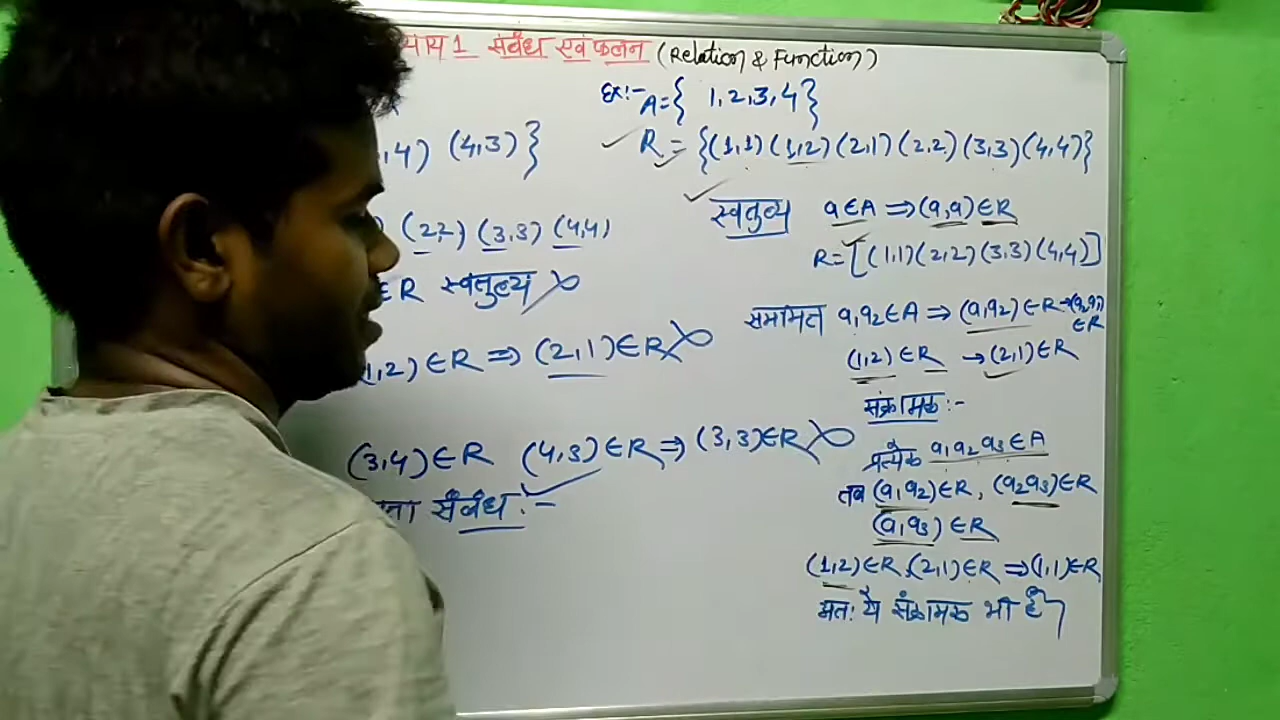 याय 1 संबंध एवं फलन (Relation & Function)
,4) (4,3)}
(2,2) (3,3) (4,4)
∈R स्वतुल्य
1,2) ∈R ⇒ (2,1)∈R
(3,4)∈R (4,3)∈R ⇒ (3,3)∈R
संबंध :-
Ex:- A={ 1,2,3,4}
R = {(1,1) (1,2) (2,1) (2,2) (3,3) (4,4)}
स्वतुल्य a∈A ⇒ (a,a) ∈R
R= [(1,1) (2,2) (3,3) (4,4)]
सममित a1 a2 ∈A ⇒ (a1 a2) ∈R → (a2 a1) ∈R
(1,2) ∈R → (2,1) ∈R
संक्रामक :-
प्रत्येक a1 a2 a3 ∈A
तब (a1 a2)∈R , (a2 a3)∈R
(a1 a3) ∈R
(1,2)∈R ,(2,1)∈R ⇒ (1,1)∈R
अतः ये संक्रामक भी है